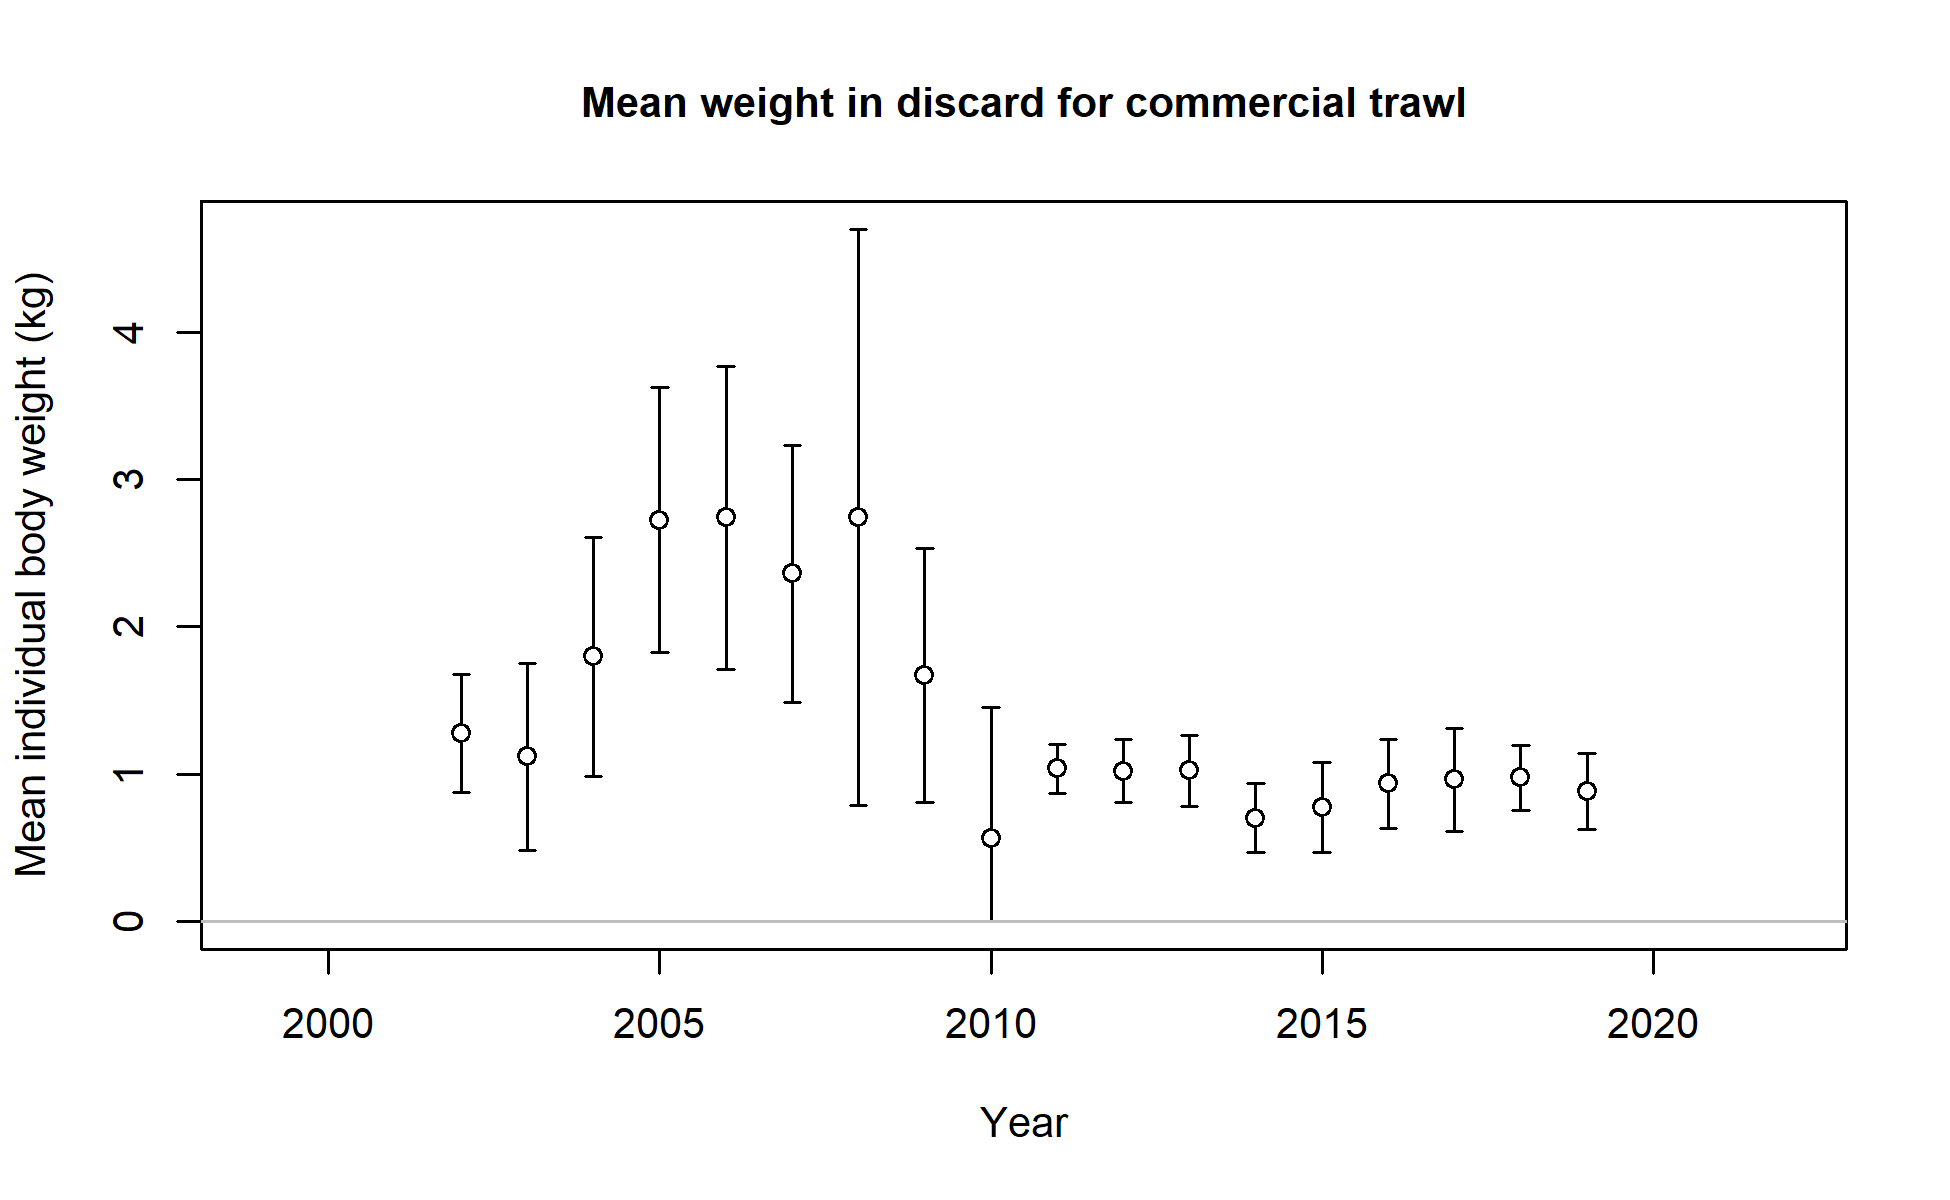 Mean weight in discard for commercial trawl
Mean individual body weight (kg)
4
3
2
1
0
2000 2005 2010 2015 2020
Year